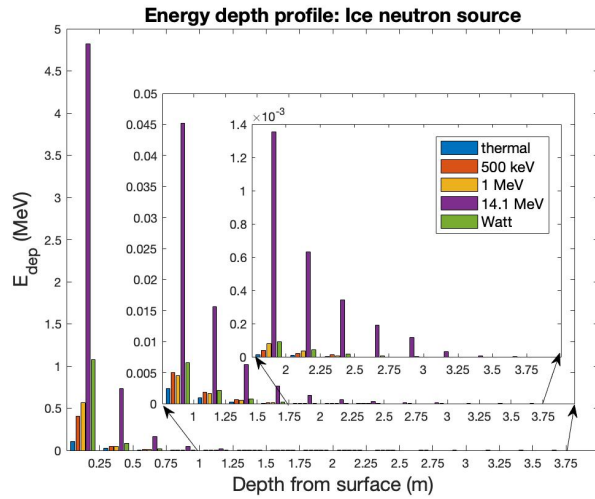 Energy depth profile: Ice neutron source
E_dep (MeV)
5
4.5
4
3.5
3
2.5
2
1.5
1
0.5
0
0.05
0.045
0.04
0.035
0.03
0.025
0.02
0.015
0.01
0.005
0
×10⁻³
1.4
1.2
1
0.8
0.6
0.4
0.2
0
thermal
500 keV
1 MeV
14.1 MeV
Watt
2 2.25 2.5 2.75 3 3.25 3.5 3.75
1 1.25 1.5 1.75 2 2.25 2.5 2.75 3 3.25 3.5 3.75
0.25 0.5 0.75 1 1.25 1.5 1.75 2 2.25 2.5 2.75 3 3.25 3.5 3.75
Depth from surface (m)